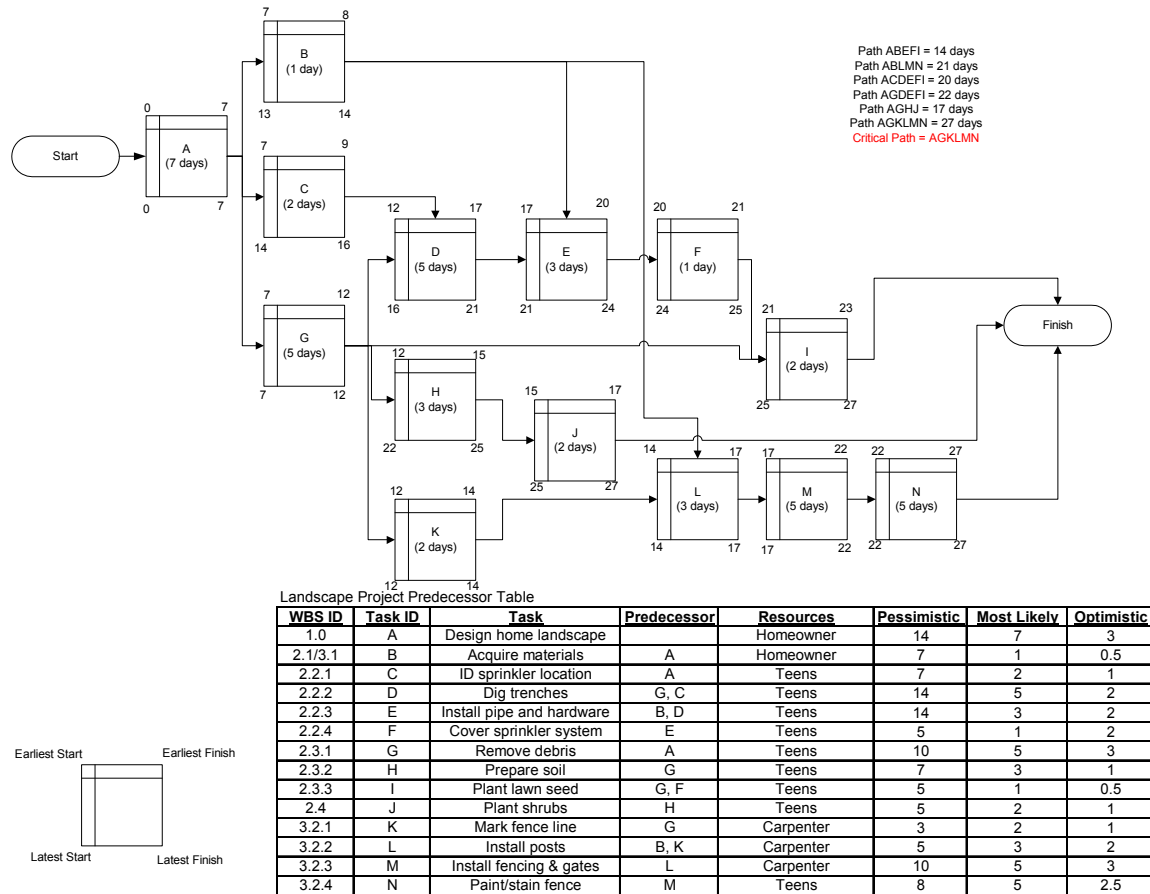 7 8
B
(1 day)
13 14
Path ABEFI = 14 days
Path ABLMN = 21 days
Path ACDEFI = 20 days
Path AGDEFI = 22 days
Path AGHJ = 17 days
Path AGKLMN = 27 days
Critical Path = AGKLMN
Start
0 7
A
(7 days)
0 7
7 9
C
(2 days)
14 16
12 17
D
(5 days)
16 21
17 20
E
(3 days)
21 24
20 21
F
(1 day)
24 25
7 12
G
(5 days)
7 12
21 23
I
(2 days)
25 27
Finish
12 15
H
(3 days)
22 25
15 17
J
(2 days)
25 27
12 14
K
(2 days)
12 14
14 17
L
(3 days)
14 17
17 22
M
(5 days)
17 22
22 27
N
(5 days)
22 27
Landscape Project Predecessor Table
WBS ID Task ID Task Predecessor Resources Pessimistic Most Likely Optimistic
1.0 A Design home landscape Homeowner 14 7 3
2.1/3.1 B Acquire materials A Homeowner 7 1 0.5
2.2.1 C ID sprinkler location A Teens 7 2 1
2.2.2 D Dig trenches G, C Teens 14 5 2
2.2.3 E Install pipe and hardware B, D Teens 14 3 2
2.2.4 F Cover sprinkler system E Teens 5 1 2
2.3.1 G Remove debris A Teens 10 5 3
2.3.2 H Prepare soil G Teens 7 3 1
2.3.3 I Plant lawn seed G, F Teens 5 1 0.5
2.4 J Plant shrubs H Teens 5 2 1
3.2.1 K Mark fence line G Carpenter 3 2 1
3.2.2 L Install posts B, K Carpenter 5 3 2
3.2.3 M Install fencing & gates L Carpenter 10 5 3
3.2.4 N Paint/stain fence M Teens 8 5 2.5
Earliest Start Earliest Finish
Latest Start Latest Finish